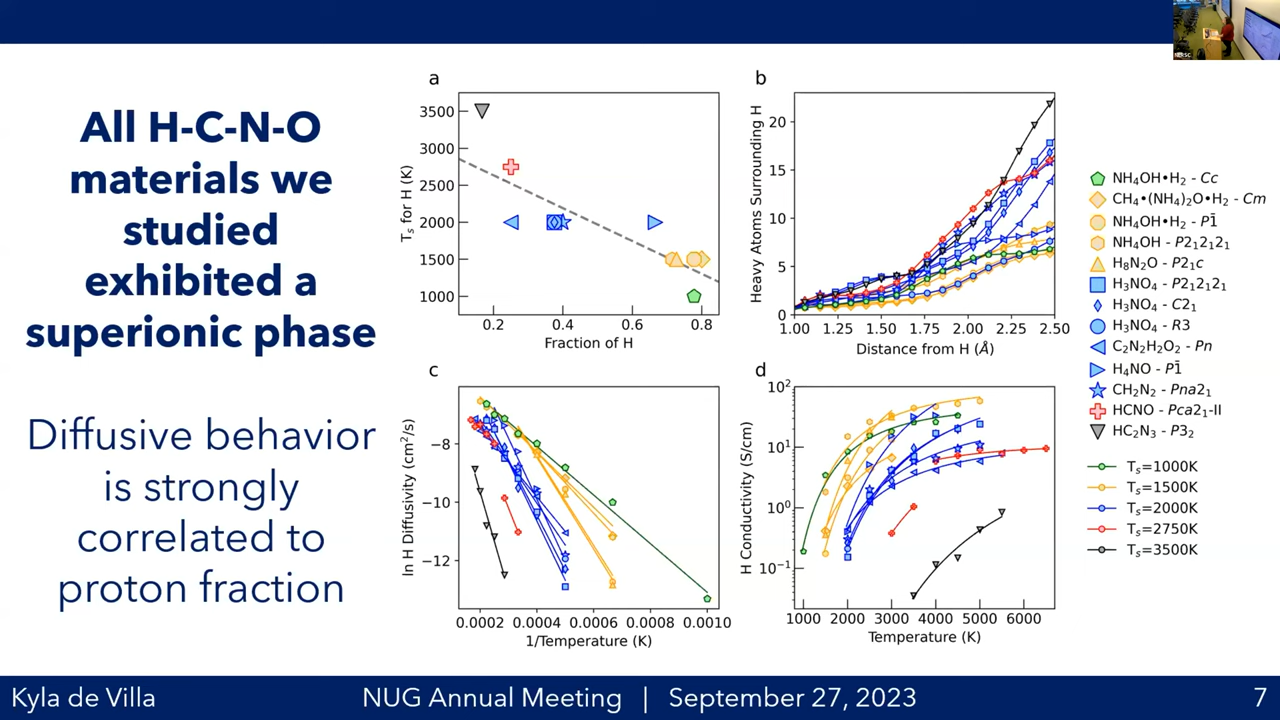 All H-C-N-O
materials we
studied
exhibited a
superionic phase
Diffusive behavior
is strongly
correlated to
proton fraction
a
3500
3000
2500
2000
1500
1000
T_s for H (K)
0.2 0.4 0.6 0.8
Fraction of H
b
20
15
10
5
0
Heavy Atoms Surrounding H
1.00 1.25 1.50 1.75 2.00 2.25 2.50
Distance from H (Å)
c
−8
−10
−12
ln H Diffusivity (cm²/s)
0.0002 0.0004 0.0006 0.0008 0.0010
1/Temperature (K)
d
10²
10¹
10⁰
10⁻¹
H Conductivity (S/cm)
1000 2000 3000 4000 5000 6000
Temperature (K)
NH₄OH•H₂ - Cc
CH₄•(NH₄)₂O•H₂ - Cm
NH₄OH•H₂ - P1̄
NH₄OH - P2₁2₁2₁
H₈N₂O - P2₁c
H₃NO₄ - P2₁2₁2₁
H₃NO₄ - C2₁
H₃NO₄ - R3
C₂N₂H₂O₂ - Pn
H₄NO - P1̄
CH₂N₂ - Pna2₁
HCNO - Pca2₁-II
HC₂N₃ - P3₂
T_s=1000K
T_s=1500K
T_s=2000K
T_s=2750K
T_s=3500K
Kyla de Villa NUG Annual Meeting | September 27, 2023 7